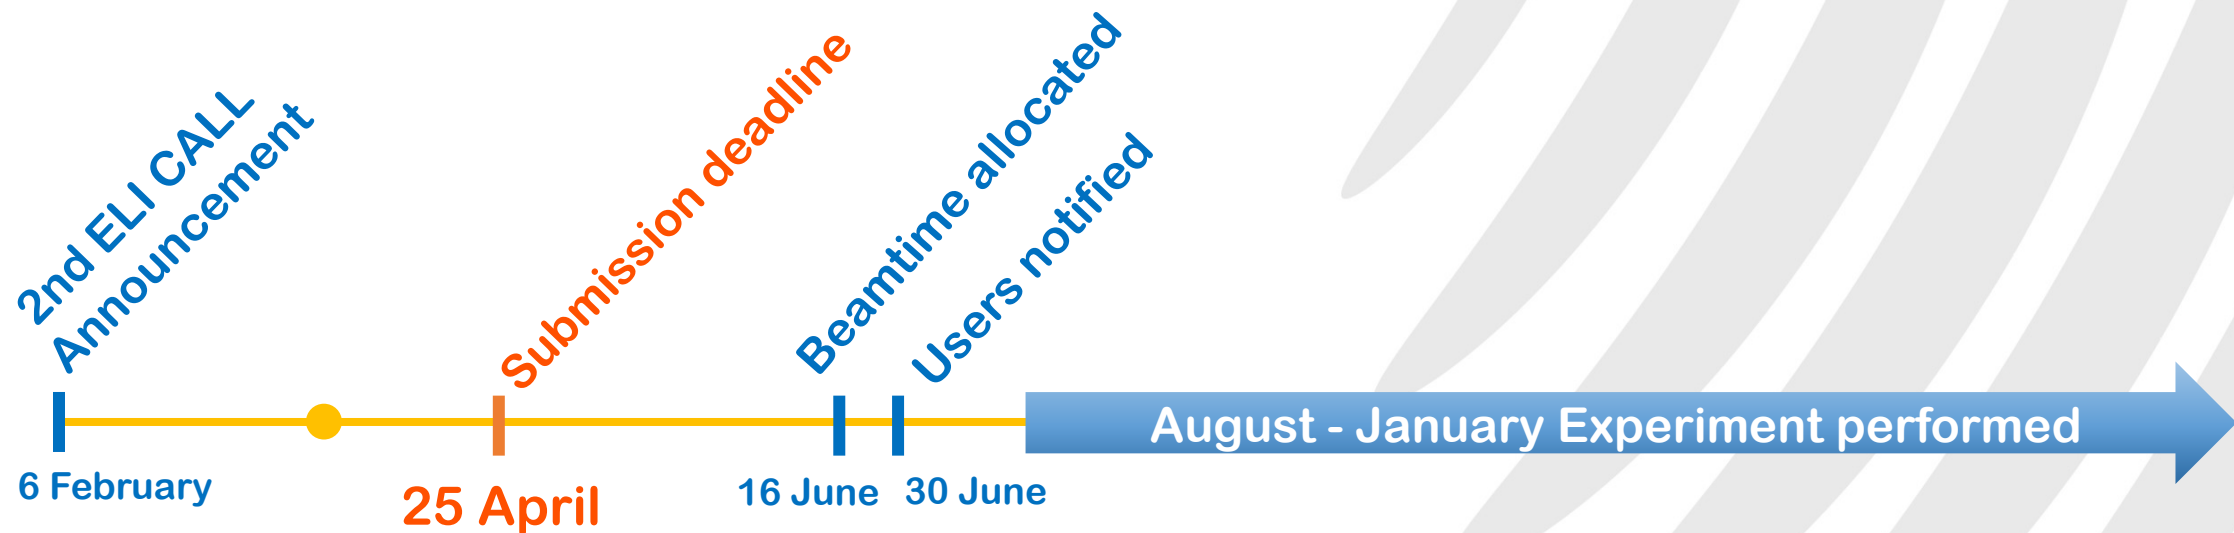 2nd ELI CALL
Announcement
Submission deadline
Beamtime allocated
Users notified
August - January Experiment performed
6 February
25 April
16 June
30 June